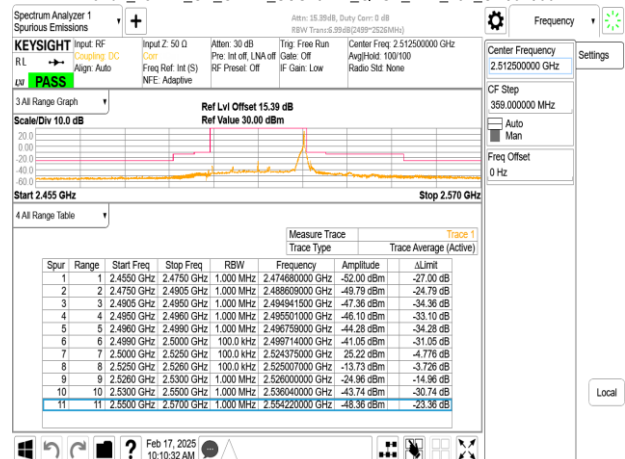 Spectrum Analyzer 1
Spurious Emissions
Attn: 15.39dB, Duty Corr: 0 dB
RBW Trans:6.99dB(2499~2526MHz)
Frequency
KEYSIGHT
Input: RF
Input Z: 50 Ω
Atten: 30 dB
Trig: Free Run
Center Freq: 2.512500000 GHz
RL
Coupling: DC
Corr
Pre: Int off, LNA off
Gate: Off
Avg|Hold: 100/100
Align: Auto
Freq Ref: Int (S)
RF Presel: Off
IF Gain: Low
Radio Std: None
NFE: Adaptive
LXI
PASS
Center Frequency
2.512500000 GHz
Settings
CF Step
359.000000 MHz
Auto
Man
Freq Offset
0 Hz
3 All Range Graph
Ref Lvl Offset 15.39 dB
Scale/Div 10.0 dB
Ref Value 30.00 dBm
20.0
0.00
-20.0
-40.0
-60.0
Start 2.455 GHz
Stop 2.570 GHz
4 All Range Table
Measure Trace Trace 1
Trace Type Trace Average (Active)
Spur Range Start Freq Stop Freq RBW Frequency Amplitude ΔLimit
1 1 2.4550 GHz 2.4750 GHz 1.000 MHz 2.474680000 GHz -52.00 dBm -27.00 dB
2 2 2.4750 GHz 2.4905 GHz 1.000 MHz 2.488609000 GHz -49.79 dBm -24.79 dB
3 3 2.4905 GHz 2.4950 GHz 1.000 MHz 2.494941500 GHz -47.36 dBm -34.36 dB
4 4 2.4950 GHz 2.4960 GHz 1.000 MHz 2.495501000 GHz -46.10 dBm -33.10 dB
5 5 2.4960 GHz 2.4990 GHz 1.000 MHz 2.496759000 GHz -44.28 dBm -34.28 dB
6 6 2.4990 GHz 2.5000 GHz 100.0 kHz 2.499714000 GHz -41.05 dBm -31.05 dB
7 7 2.5000 GHz 2.5250 GHz 100.0 kHz 2.524375000 GHz 25.22 dBm -4.776 dB
8 8 2.5250 GHz 2.5260 GHz 100.0 kHz 2.525007000 GHz -13.73 dBm -3.726 dB
9 9 2.5260 GHz 2.5300 GHz 1.000 MHz 2.526000000 GHz -24.96 dBm -14.96 dB
10 10 2.5300 GHz 2.5500 GHz 1.000 MHz 2.536040000 GHz -43.74 dBm -30.74 dB
11 11 2.5500 GHz 2.5700 GHz 1.000 MHz 2.554220000 GHz -48.36 dBm -23.36 dB
Local
?
Feb 17, 2025
10:10:32 AM